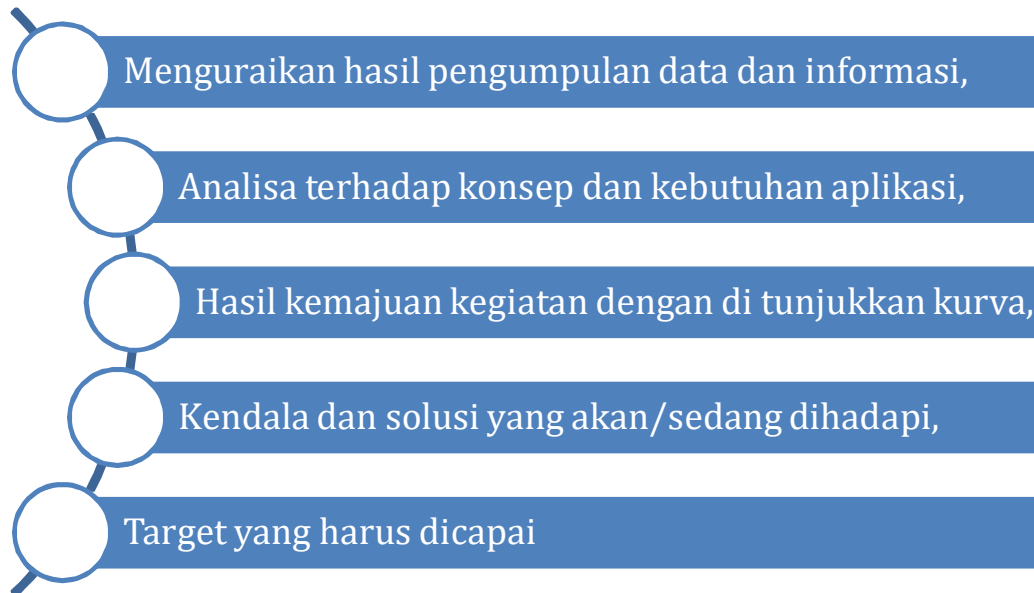 Menguraikan hasil pengumpulan data dan informasi,
Analisa terhadap konsep dan kebutuhan aplikasi,
Hasil kemajuan kegiatan dengan di tunjukkan kurva,
Kendala dan solusi yang akan/sedang dihadapi,
Target yang harus dicapai